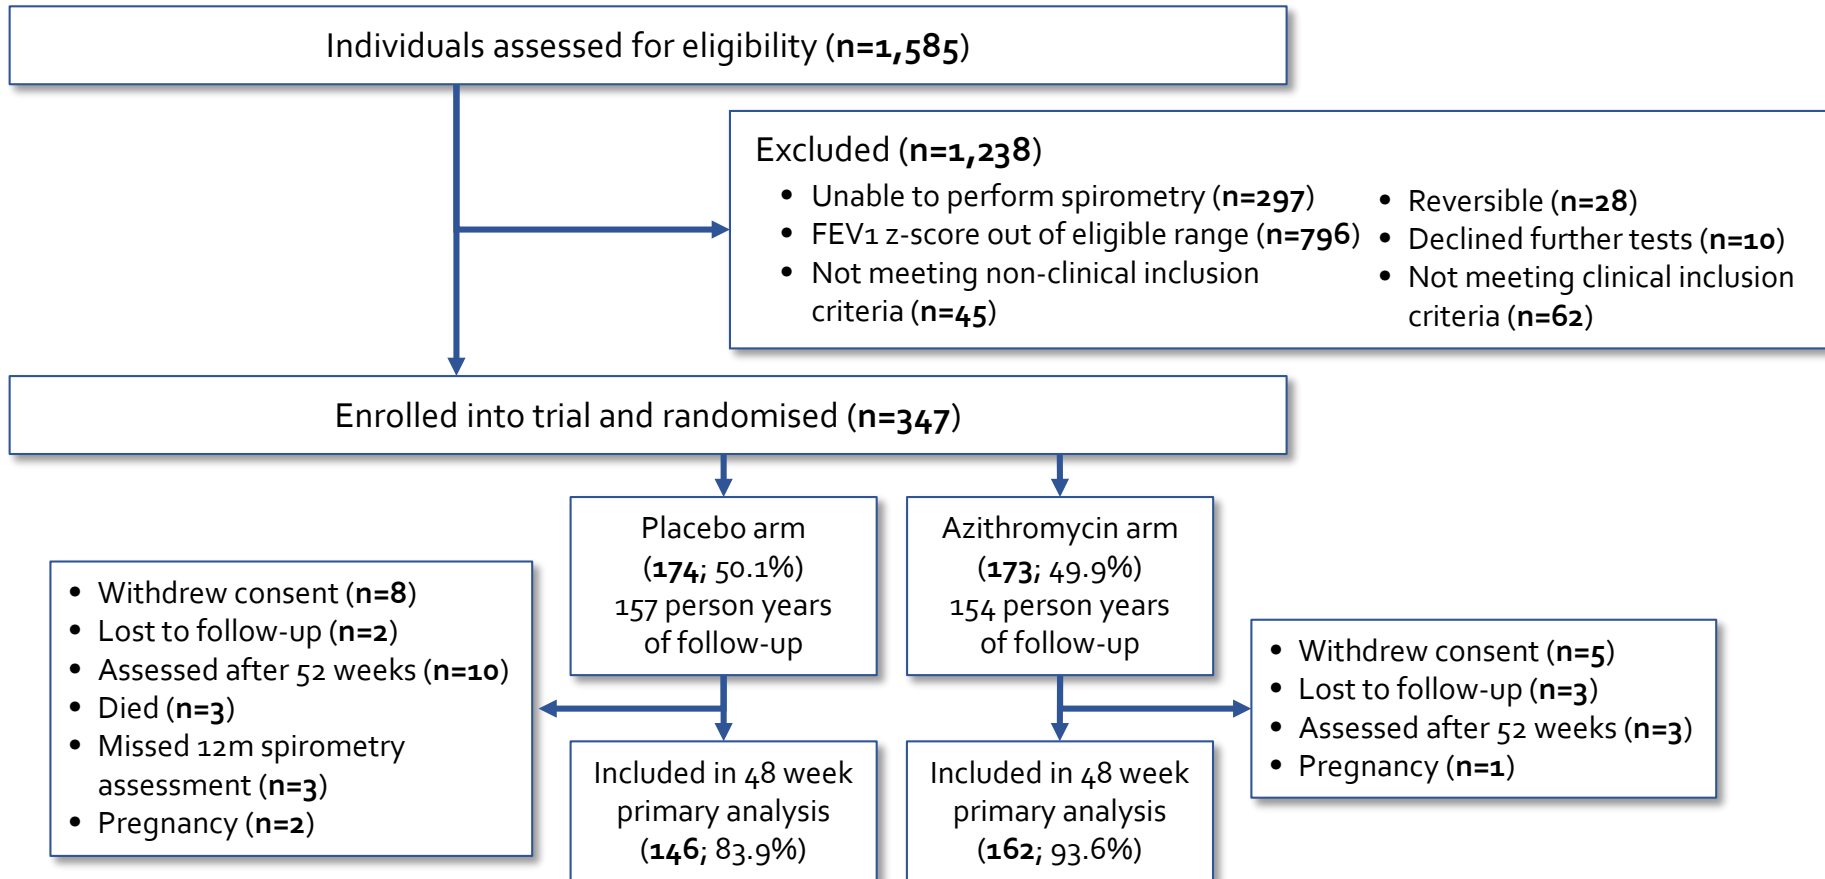 Individuals assessed for eligibility (n=1,585)
Excluded (n=1,238)
• Unable to perform spirometry (n=297)
• FEV1 z-score out of eligible range (n=796)
• Not meeting non-clinical inclusion
criteria (n=45)
• Reversible (n=28)
• Declined further tests (n=10)
• Not meeting clinical inclusion
criteria (n=62)
Enrolled into trial and randomised (n=347)
Placebo arm
(174; 50.1%)
157 person years
of follow-up
Azithromycin arm
(173; 49.9%)
154 person years
of follow-up
• Withdrew consent (n=8)
• Lost to follow-up (n=2)
• Assessed after 52 weeks (n=10)
• Died (n=3)
• Missed 12m spirometry
assessment (n=3)
• Pregnancy (n=2)
• Withdrew consent (n=5)
• Lost to follow-up (n=3)
• Assessed after 52 weeks (n=3)
• Pregnancy (n=1)
Included in 48 week
primary analysis
(146; 83.9%)
Included in 48 week
primary analysis
(162; 93.6%)